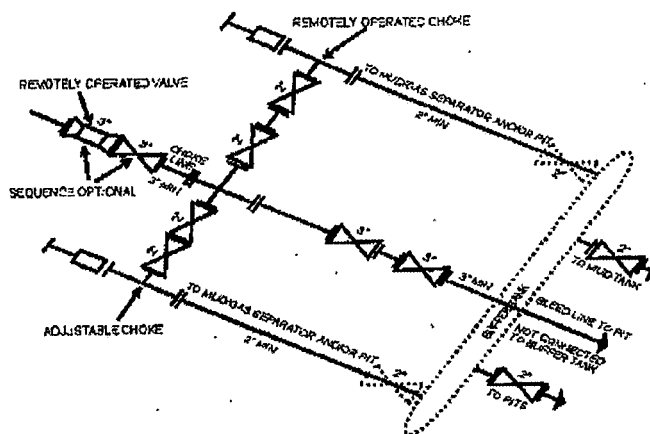 REMOTELY OPERATED CHOKE
REMOTELY OPERATED VALVE
3"
3"
CHOKE
LINE
3" MIN
SEQUENCE OPTIONAL
2"
2"
2"
2"
TO MUD/GAS SEPARATOR AND/OR PIT
2" MIN
2"
3"
3"
3" MIN
2"
TO MUD TANK
BLEED LINE TO PIT
NOT CONNECTED
TO BUFFER TANK
BUFFER TANK
ADJUSTABLE CHOKE
TO MUD/GAS SEPARATOR AND/OR PIT
2" MIN
2"
2"
TO PITS